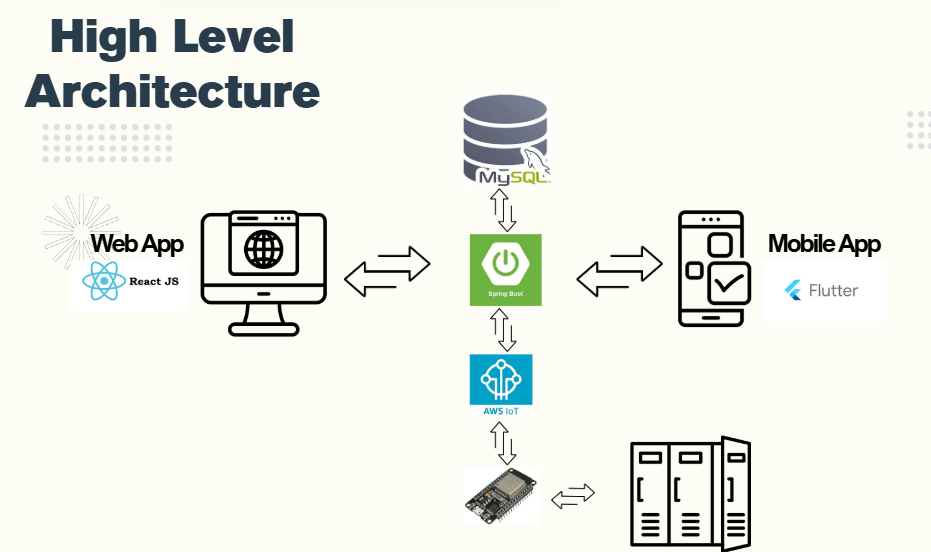 High Level
Architecture
MySQL
Web App
React JS
Spring Boot
Mobile App
Flutter
AWS IoT